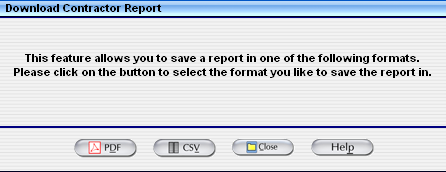 Download Contractor Report
This feature allows you to save a report in one of the following formats.
Please click on the button to select the format you like to save the report in.
PDF CSV Close Help